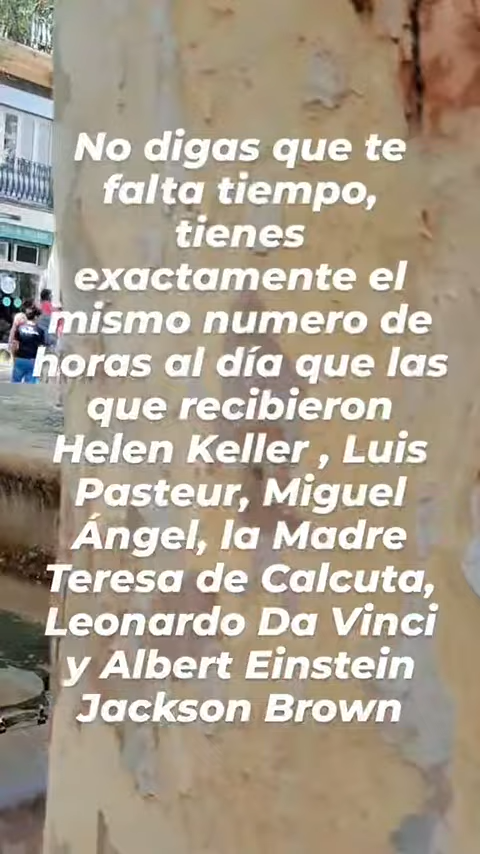 No digas que te
falta tiempo,
tienes
exactamente el
mismo numero de
horas al día que las
que recibieron
Helen Keller , Luis
Pasteur, Miguel
Ángel, la Madre
Teresa de Calcuta,
Leonardo Da Vinci
y Albert Einstein
Jackson Brown